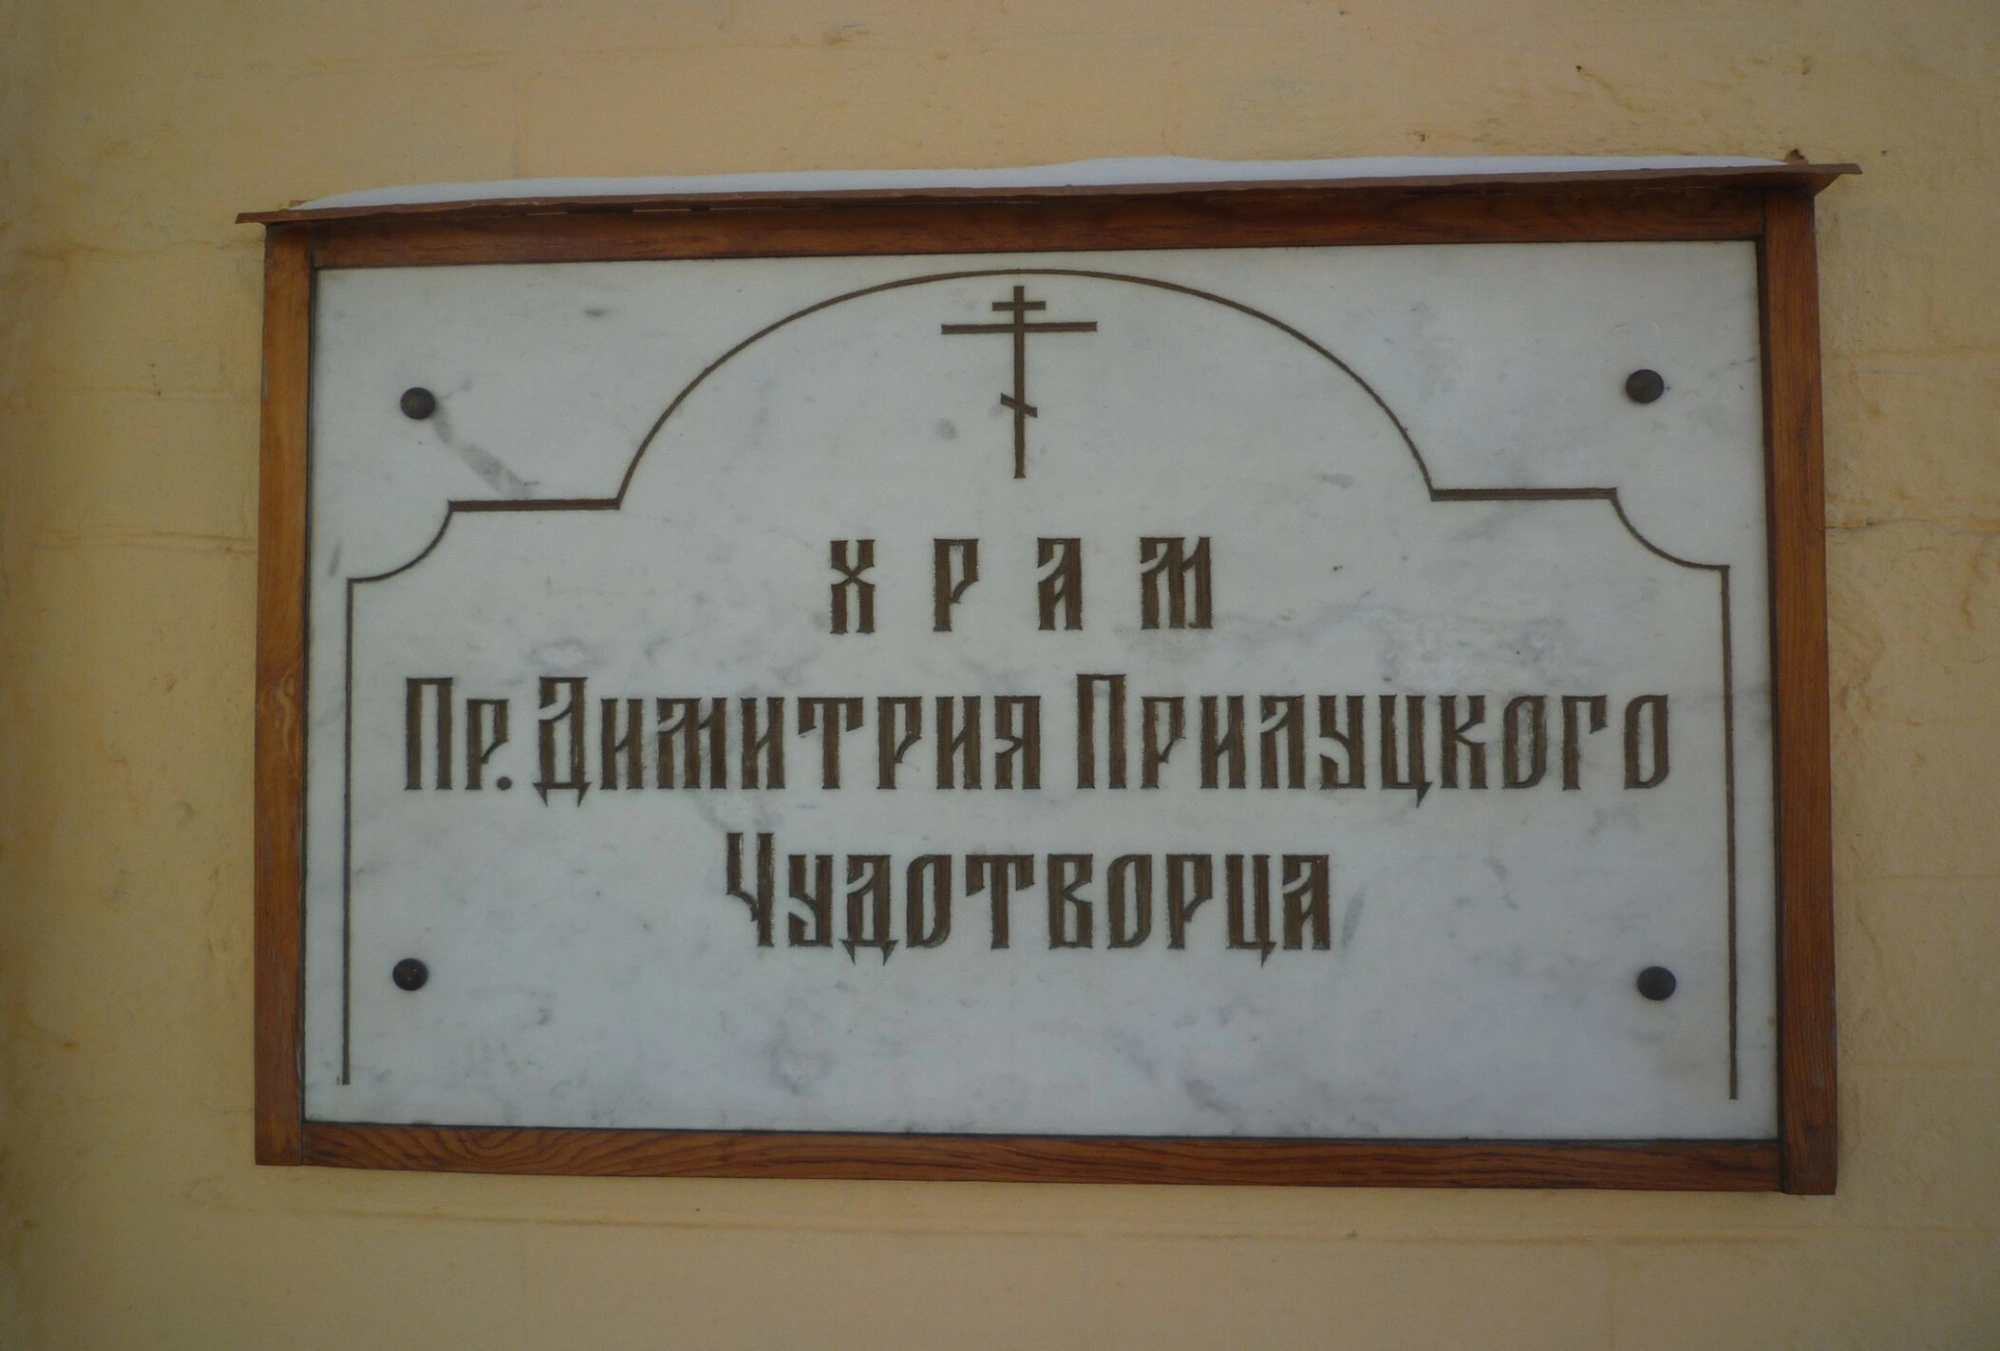 ХРАМ
Пр. Димитрия Прилуцкого
Чудотворца